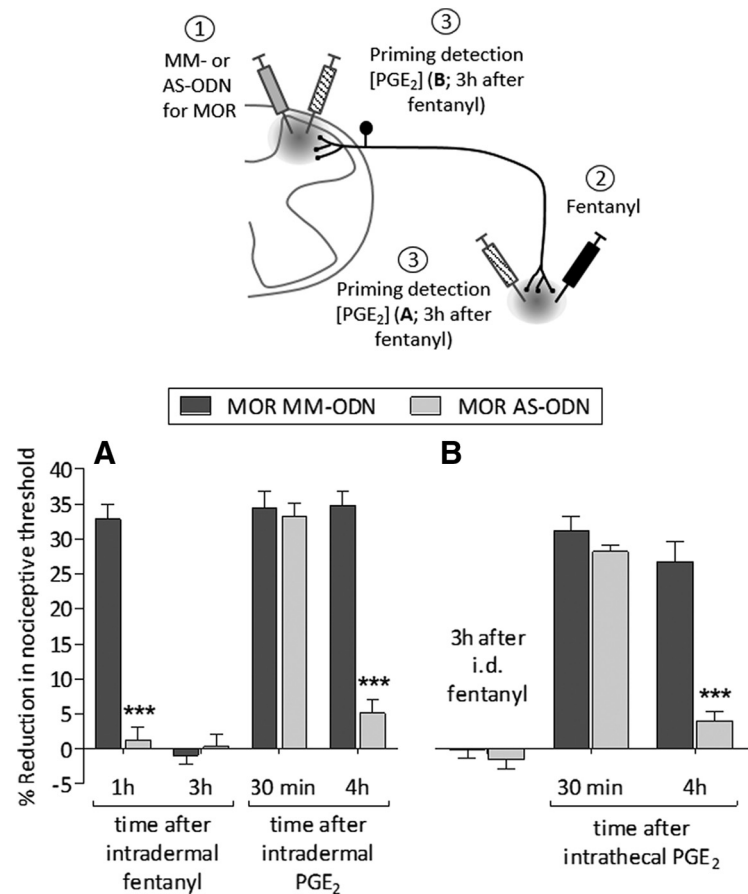 ①
MM- or
AS-ODN
for MOR
③
Priming detection
[PGE₂] (B; 3h after
fentanyl)
②
Fentanyl
③
Priming detection
[PGE₂] (A; 3h after
fentanyl)
MOR MM-ODN MOR AS-ODN
A
% Reduction in nociceptive threshold
40
35
30
25
20
15
10
5
0
-5
***
***
1h 3h 30 min 4h
time after
intradermal
fentanyl
time after
intradermal
PGE₂
B
3h after
i.d.
fentanyl
***
30 min 4h
time after
intrathecal PGE₂